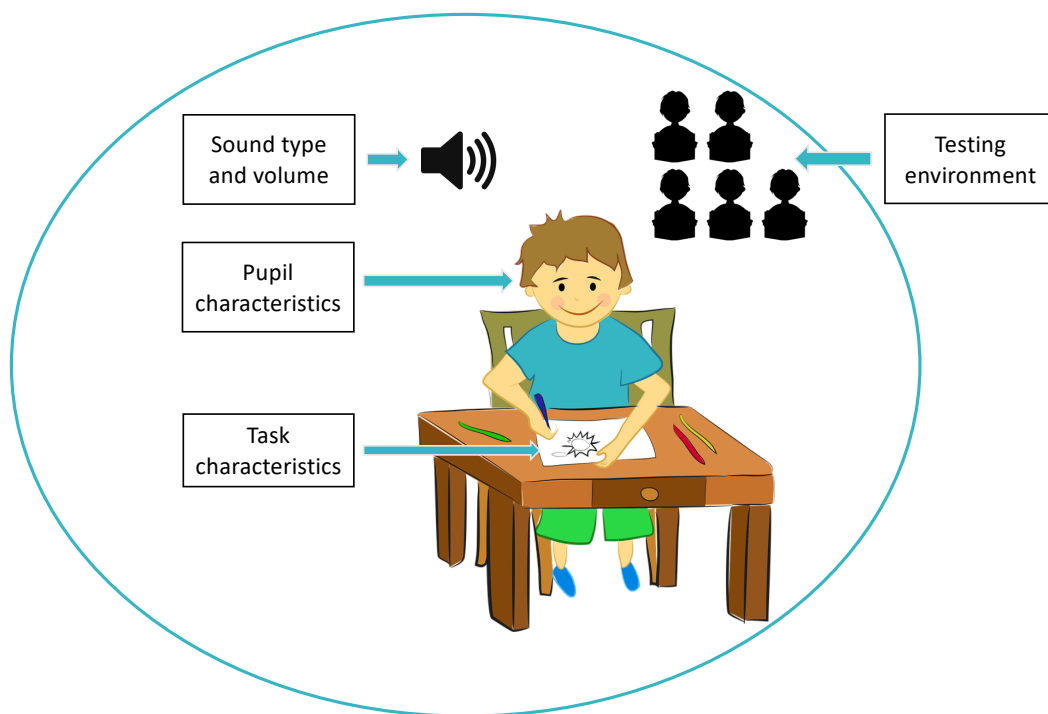 Sound type
and volume
Testing
environment
Pupil
characteristics
Task
characteristics